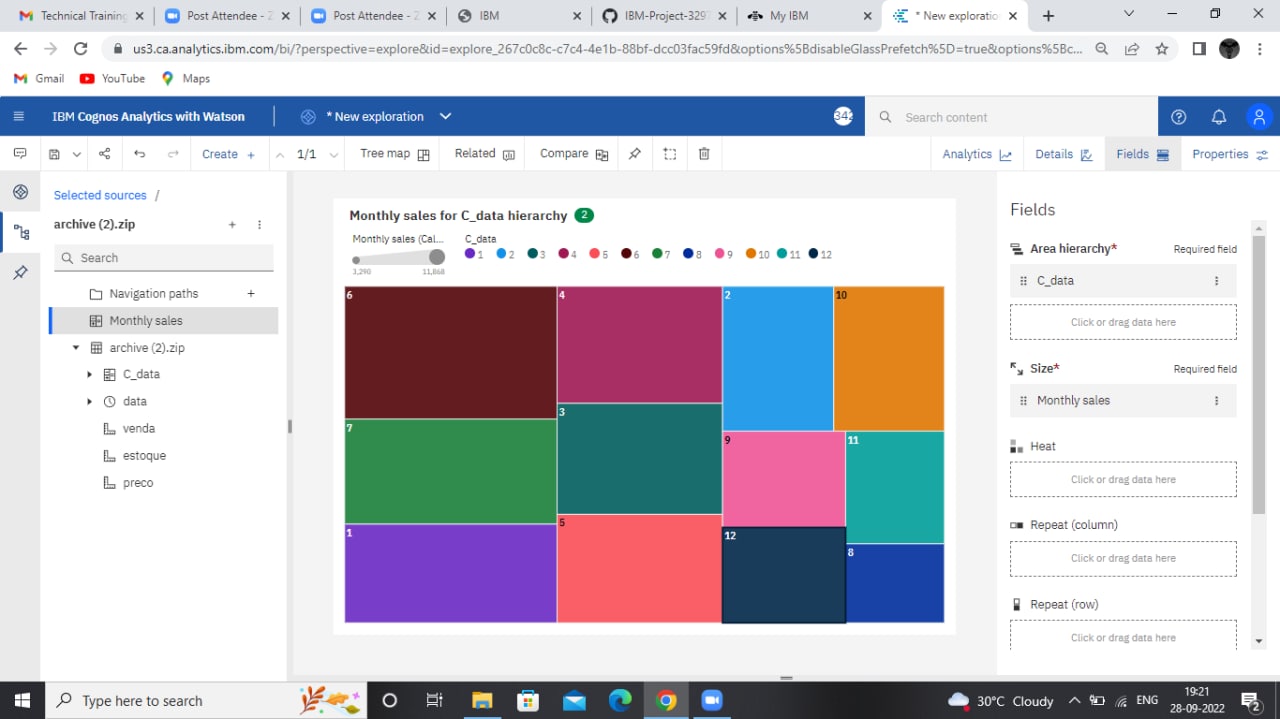 Technical Training
Post Attendee - Z
Post Attendee - Z
IBM
IBM-Project-3297
My IBM
* New exploratio
us3.ca.analytics.ibm.com/bi/?perspective=explore&id=explore_267c0c8c-c7c4-4e1b-88bf-dcc03fac59fd&options%5BdisableGlassPrefetch%5D=true&options%5Bc...
Gmail
YouTube
Maps
IBM Cognos Analytics with Watson
* New exploration
342
Search content
Create +
1/1
Tree map
Related
Compare
Analytics
Details
Fields
Properties
Selected sources /
archive (2).zip
Search
Navigation paths
Monthly sales
archive (2).zip
C_data
data
venda
estoque
preco
Monthly sales for C_data hierarchy 2
Monthly sales (Cal...
3,290 11,868
C_data
1 2 3 4 5 6 7 8 9 10 11 12
6
4
2
10
3
7
9
11
5
1
12
8
Fields
Area hierarchy* Required field
C_data
Click or drag data here
Size* Required field
Monthly sales
Heat
Click or drag data here
Repeat (column)
Click or drag data here
Repeat (row)
Click or drag data here
Type here to search
30°C Cloudy
ENG
19:21
28-09-2022
2